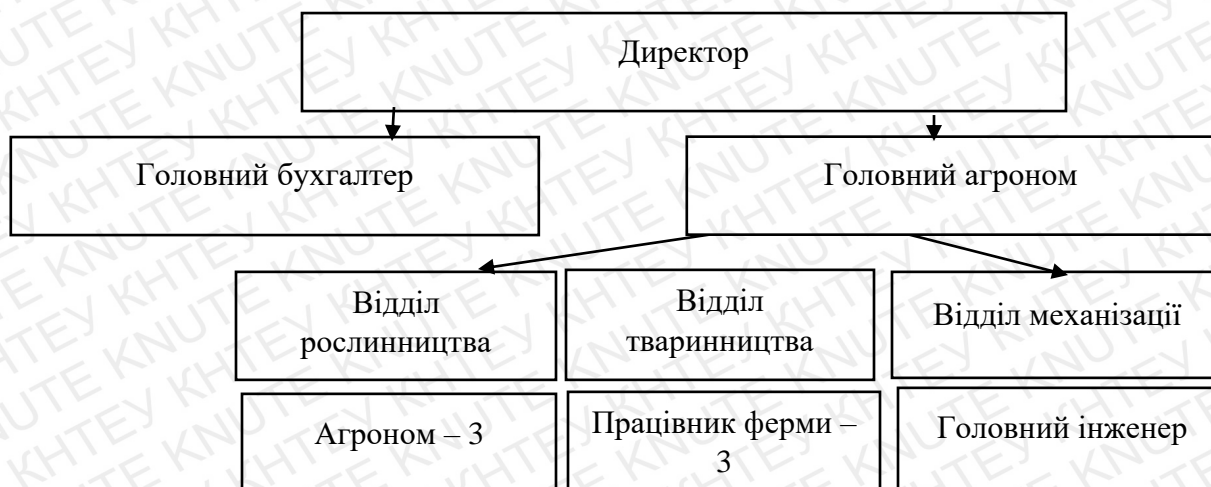 Директор
Головний бухгалтер
Головний агроном
Відділ
рослинництва
Відділ
тваринництва
Відділ механізації
Агроном – 3
Працівник ферми –
3
Головний інженер